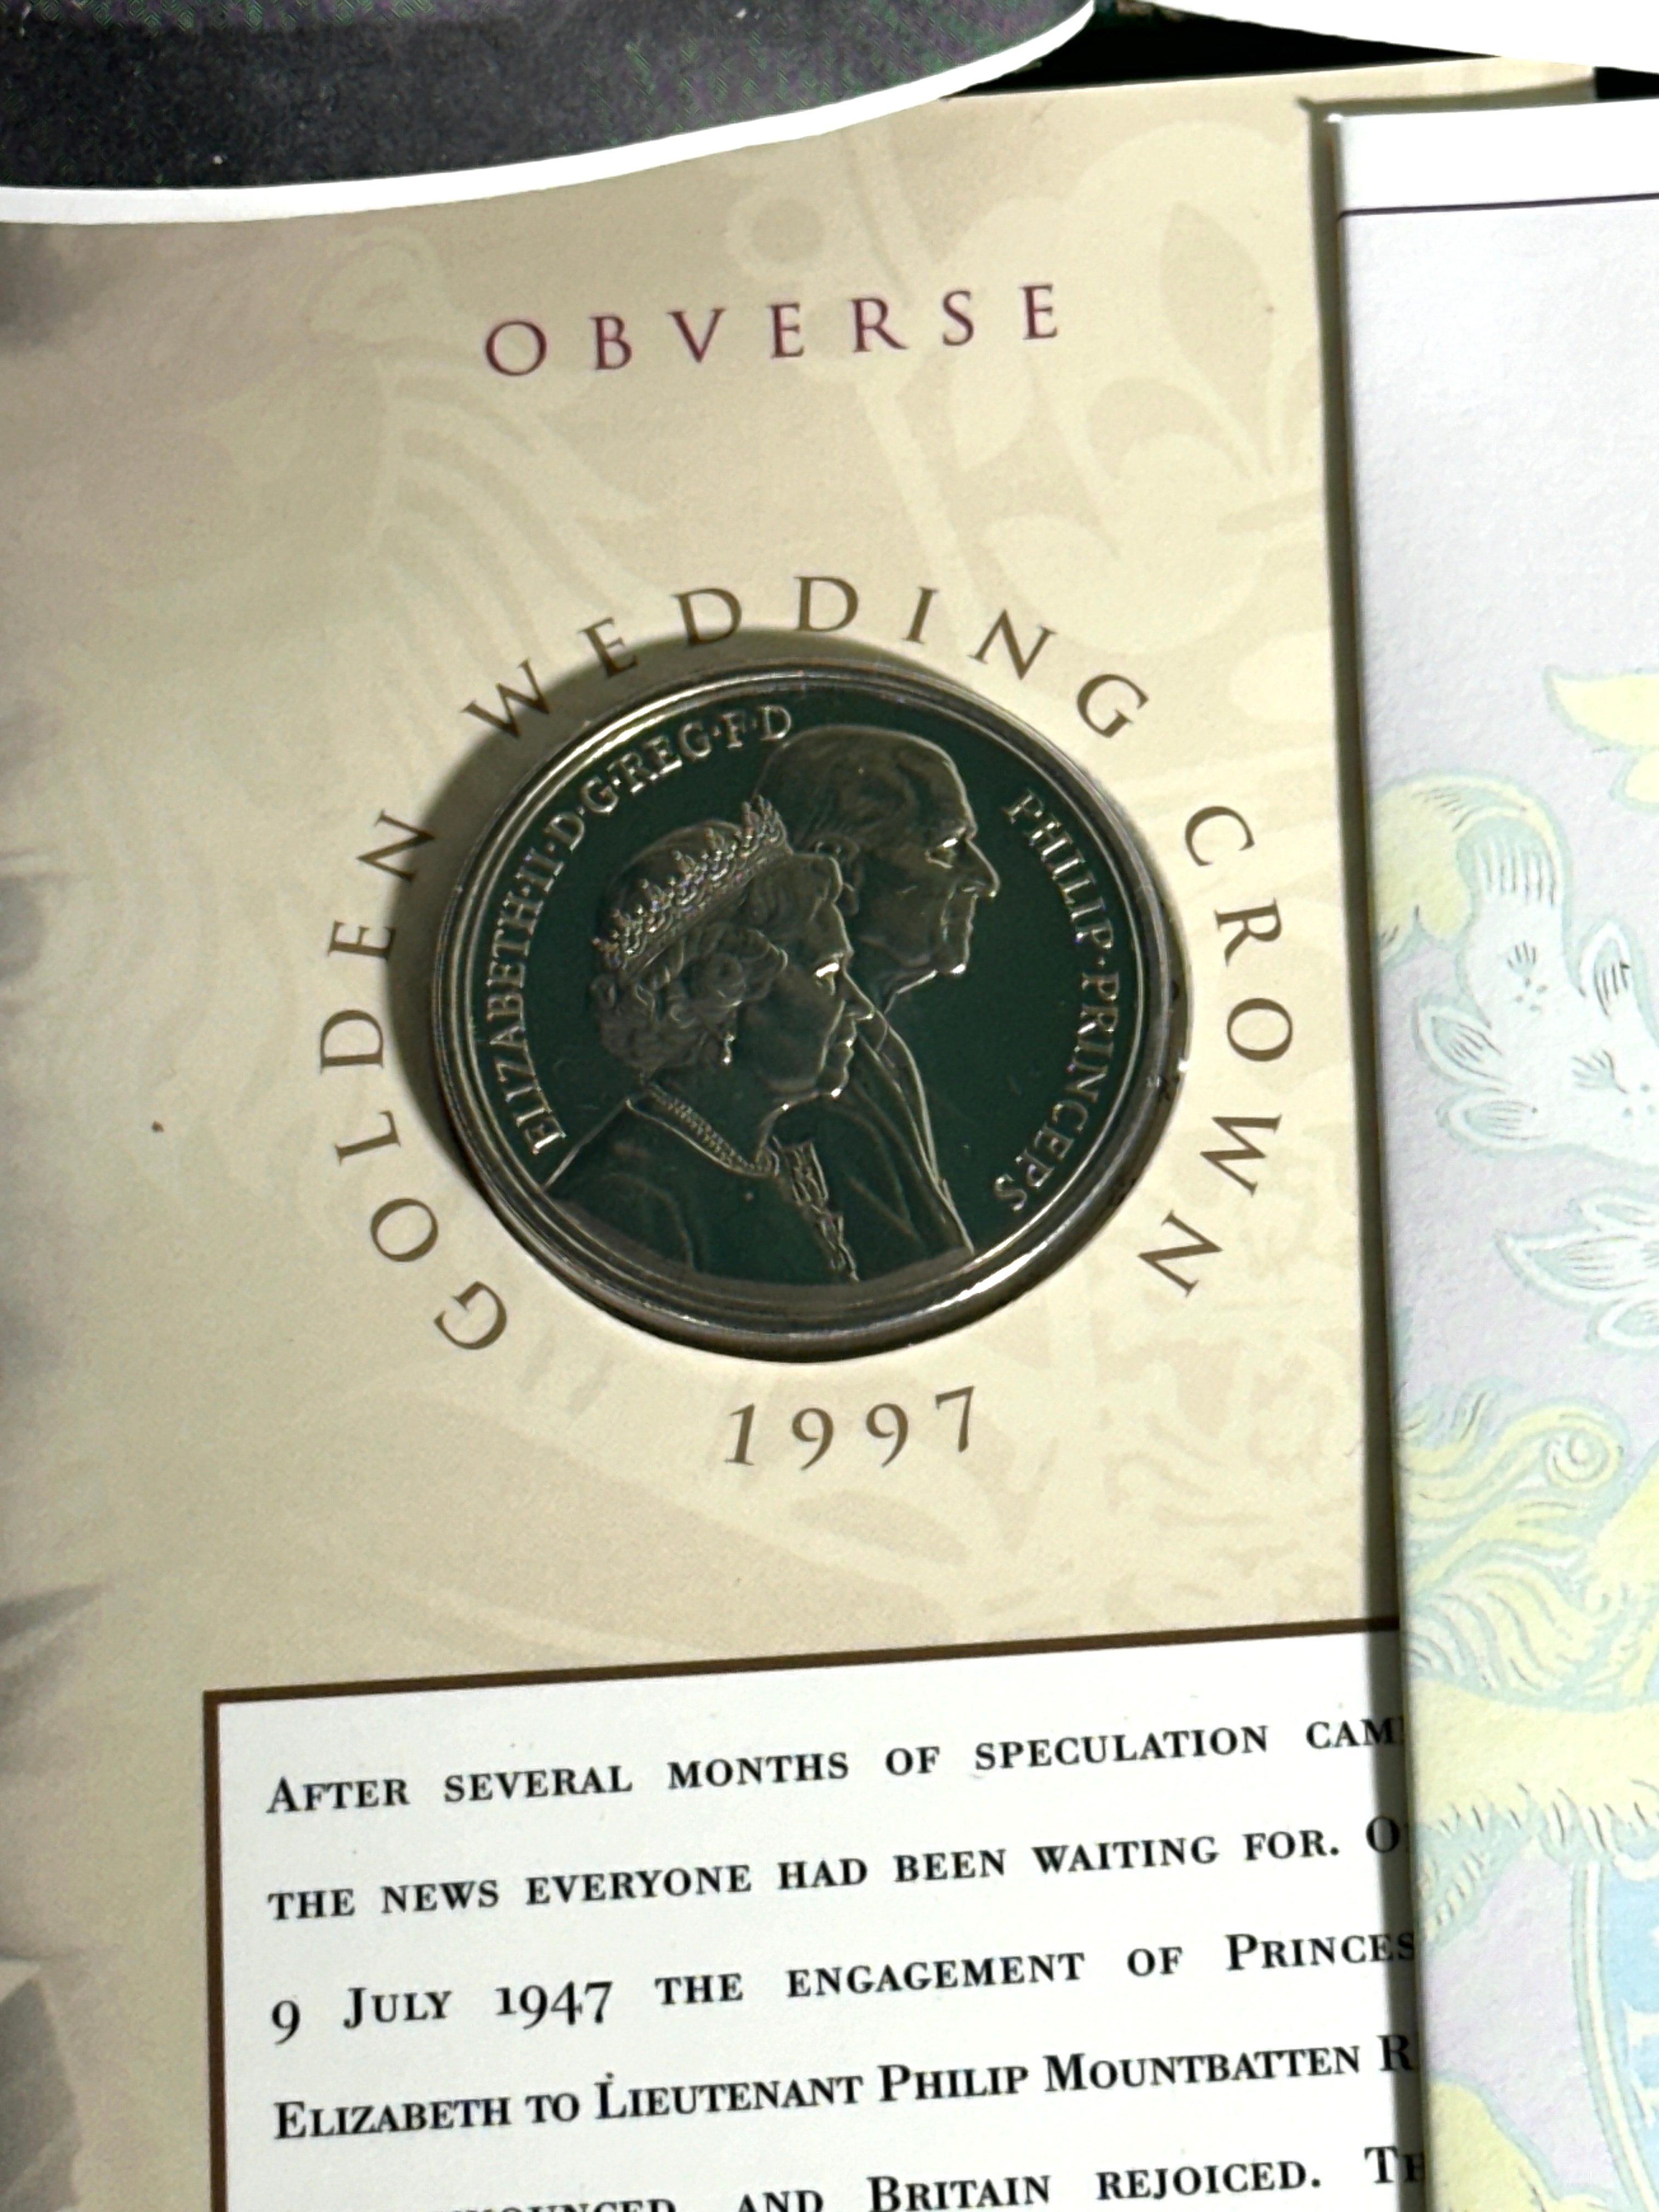 OBVERSE
GOLDEN WEDDING CROWN
ELIZABETH·II·D·G·REG·F·D
PHILIP·PRINCEPS
1997
AFTER SEVERAL MONTHS OF SPECULATION
THE NEWS EVERYONE HAD BEEN WAITING FOR.
9 JULY 1947 THE ENGAGEMENT OF
ELIZABETH TO LIEUTENANT PHILIP MOUNTBATTEN
AND BRITAIN REJOICED.